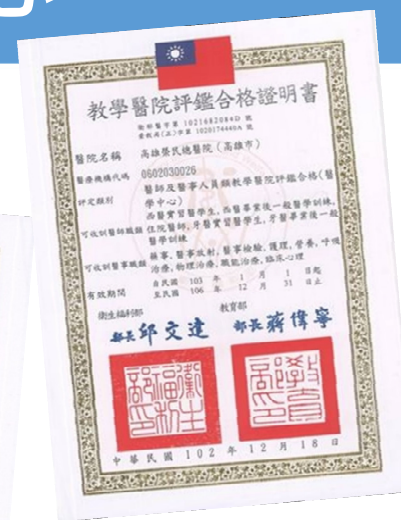 教學醫院評鑑合格證明書
衛部醫字第 1021682084D 號
臺教高(五)字第 1020174440A 號
醫院名稱 高雄榮民總醫院(高雄市)
醫療機構代碼 0602030026
評定類別 醫師及醫事人員類教學醫院評鑑合格(醫
學中心)
可收訓醫師職類 西醫實習醫學生,西醫畢業後一般醫學訓練,
住院醫師,牙醫實習醫學生,牙醫畢業後一般
醫學訓練
可收訓醫事職類 藥事,醫事放射,醫事檢驗,護理,營養,呼吸
治療,物理治療,職能治療,臨床心理
有效期間 自民國 103 年 1 月 1 日起
至民國 106 年 12 月 31 日止
衛生福利部 教育部
部長邱文達 部長蔣偉寧
中華民國 102 年 12 月 18 日